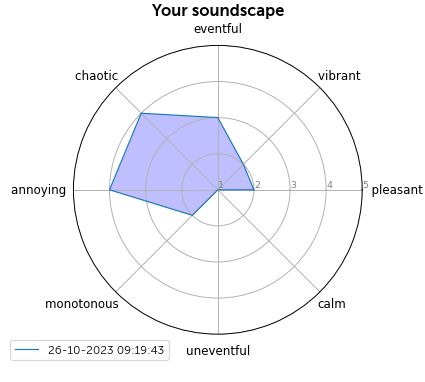 Your soundscape
eventful
chaotic
vibrant
annoying
1 2 3 4 5
pleasant
monotonous
calm
uneventful
26-10-2023 09:19:43